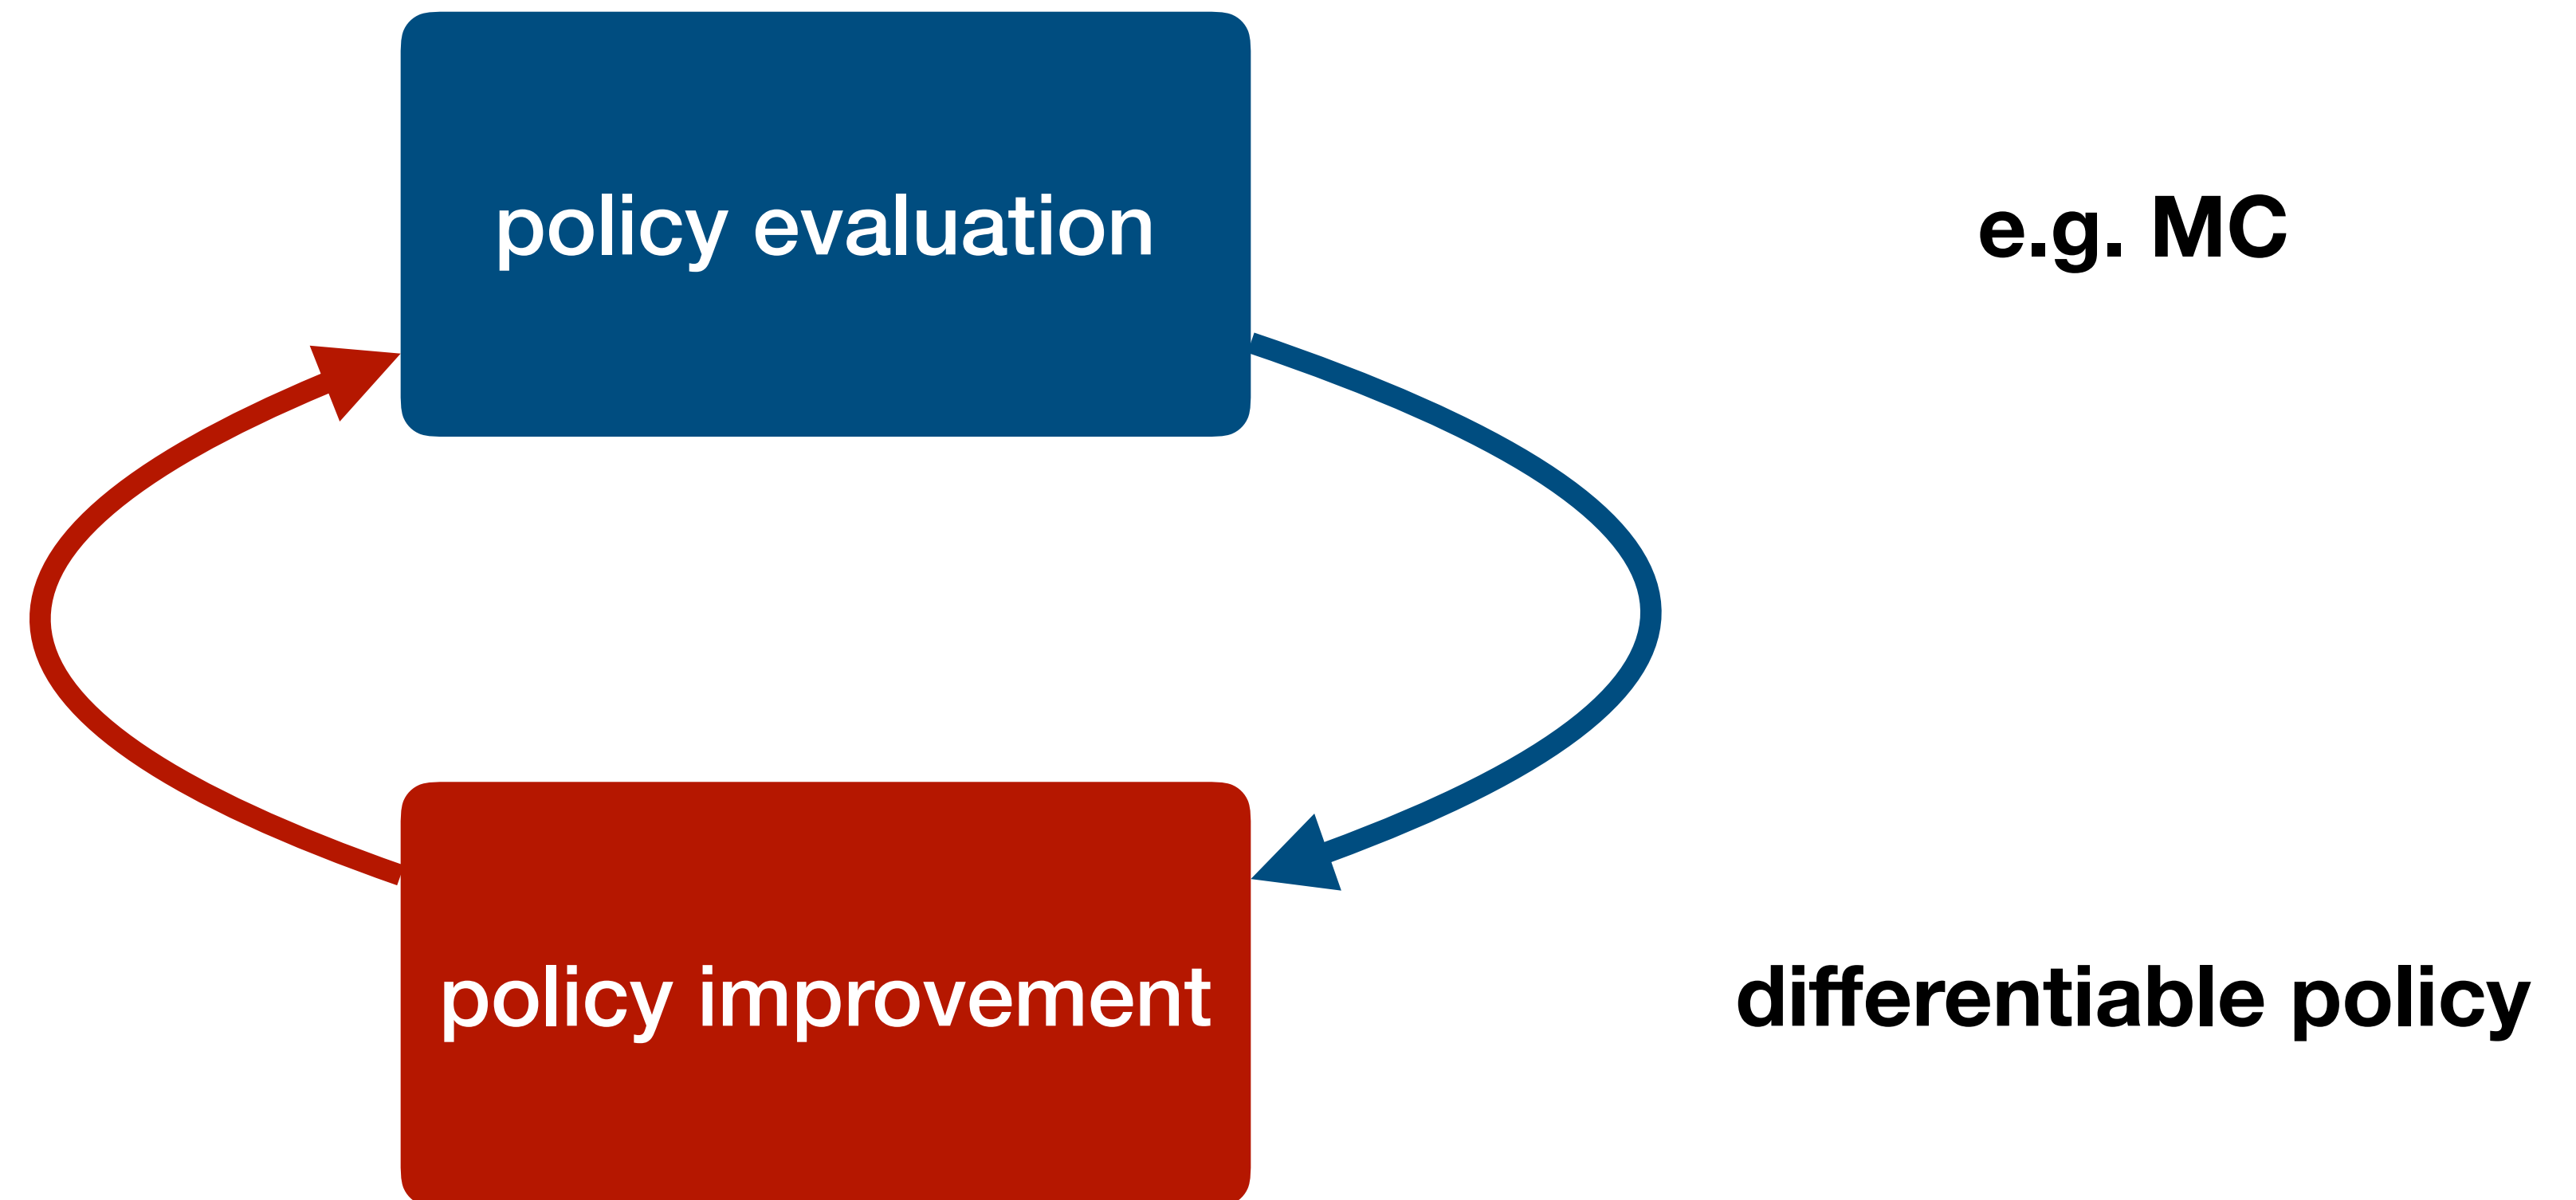 policy evaluation
e.g. MC
policy improvement
differentiable policy